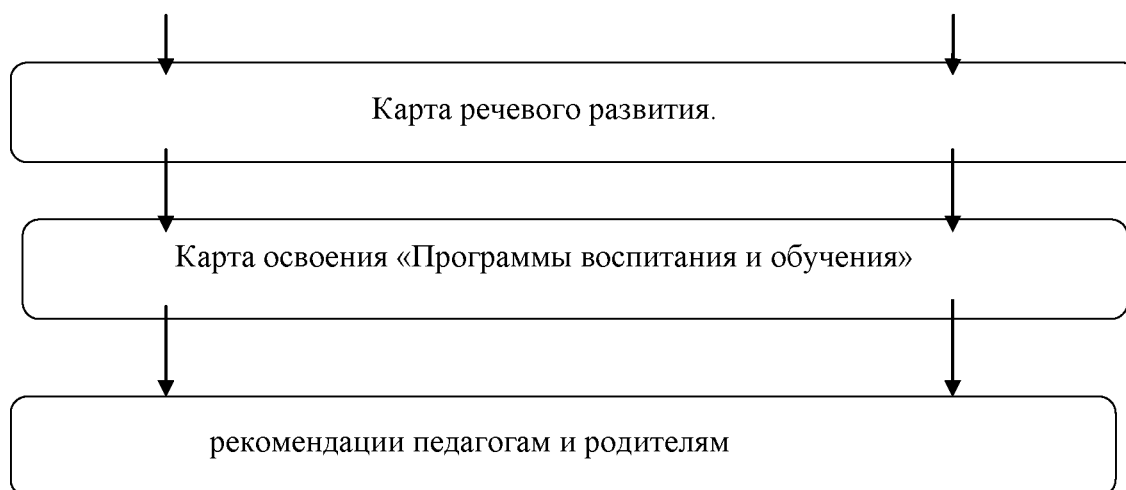 Карта речевого развития.
Карта освоения «Программы воспитания и обучения»
рекомендации педагогам и родителям